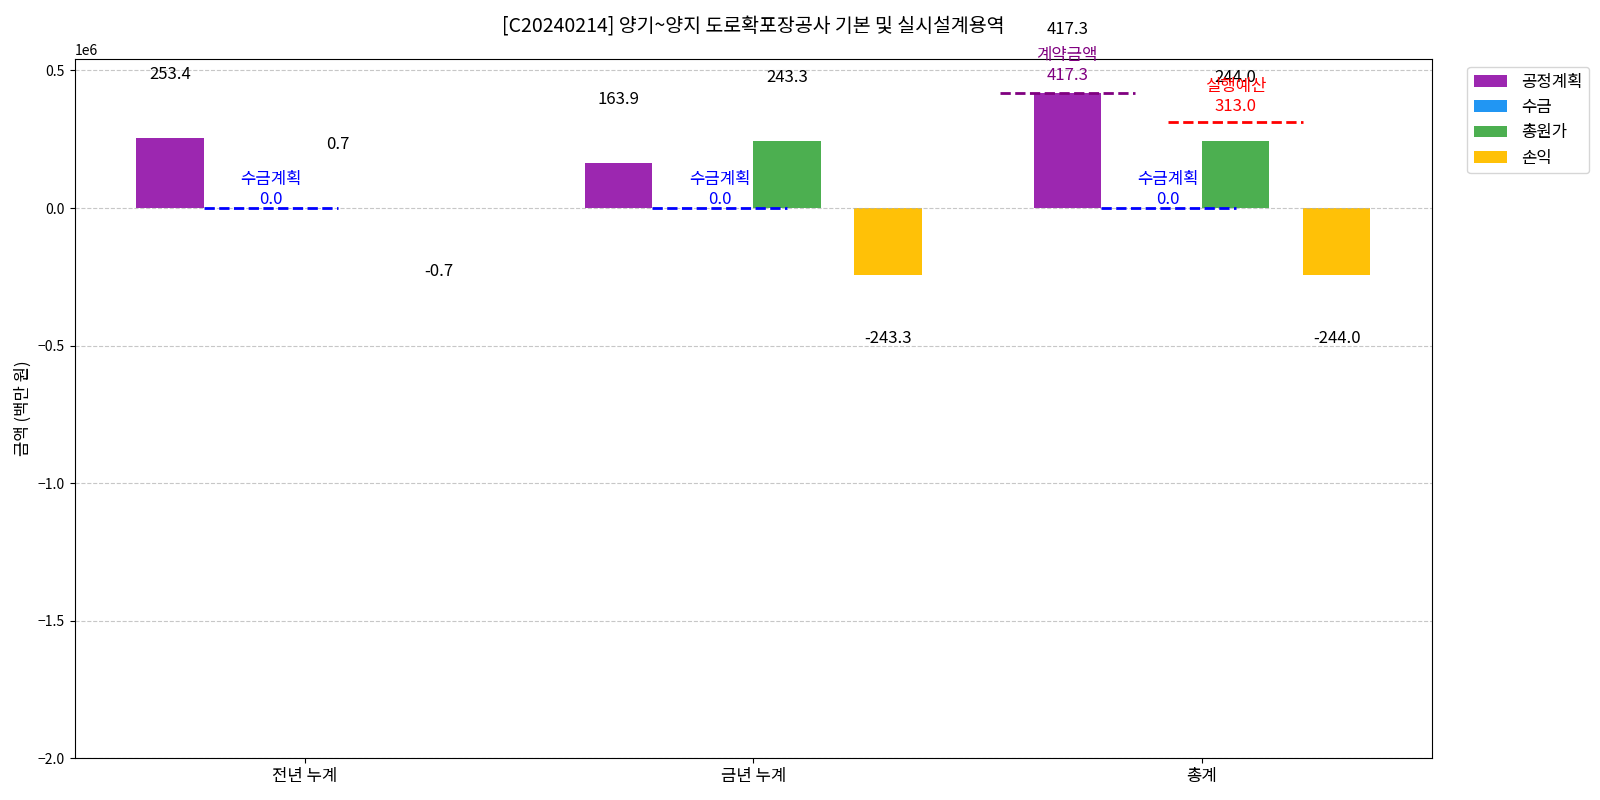 [C20240214] 양기~양지 도로확포장공사 기본 및 실시설계용역
1e6
금액 (백만 원)
0.5
0.0
−0.5
−1.0
−1.5
−2.0
253.4
수금계획
0.0
0.7
-0.7
163.9
수금계획
0.0
243.3
-243.3
417.3
계약금액
417.3
수금계획
0.0
244.0
실행예산
313.0
-244.0
전년 누계
금년 누계
총계
공정계획
수금
총원가
손익